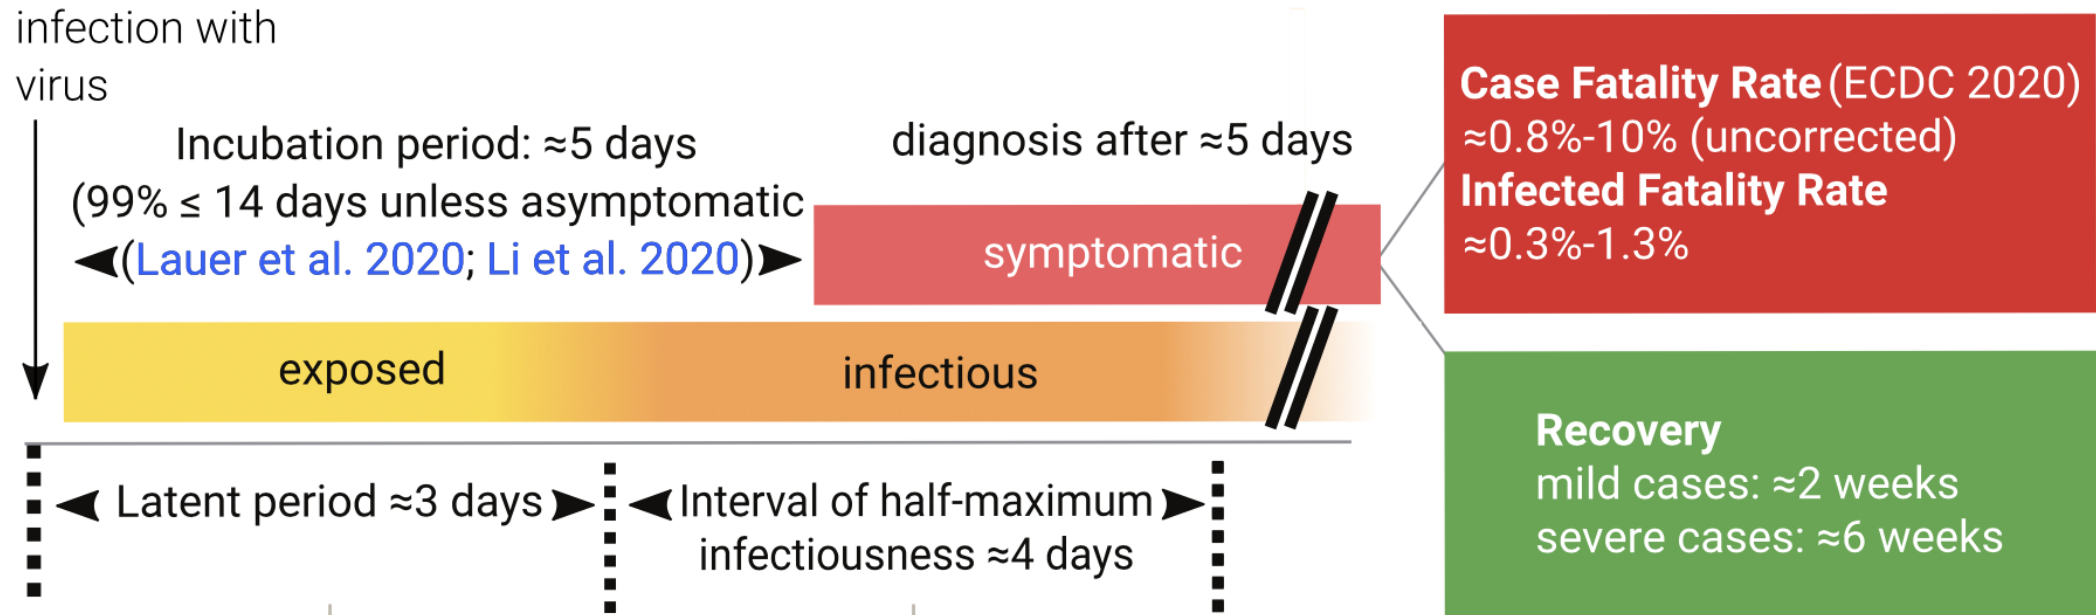 infection with
virus
Incubation period: ≈5 days
(99% ≤ 14 days unless asymptomatic
(Lauer et al. 2020; Li et al. 2020)
diagnosis after ≈5 days
symptomatic
exposed
infectious
Latent period ≈3 days
Interval of half-maximum
infectiousness ≈4 days
Case Fatality Rate (ECDC 2020)
≈0.8%-10% (uncorrected)
Infected Fatality Rate
≈0.3%-1.3%
Recovery
mild cases: ≈2 weeks
severe cases: ≈6 weeks